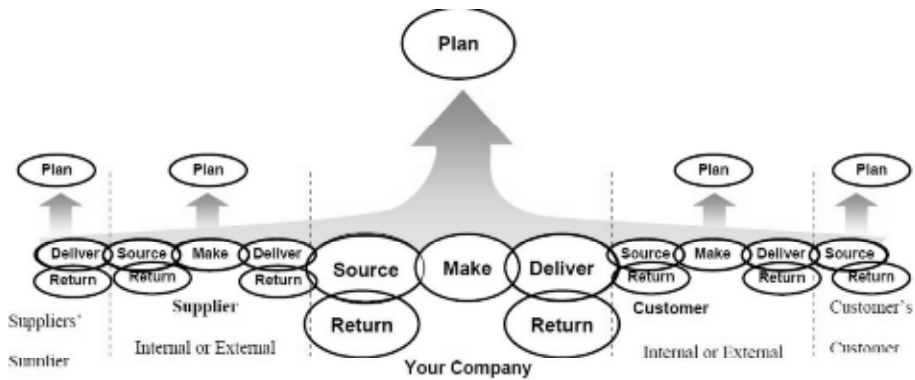 Plan
Plan Plan Plan Plan
Deliver Source Make Deliver Source Make Deliver Source Make Deliver Source
Return Return Return Return Return Return Return Return
Supplier Customer
Suppliers’ Customer’s
Supplier Internal or External Internal or External Customer
Your Company